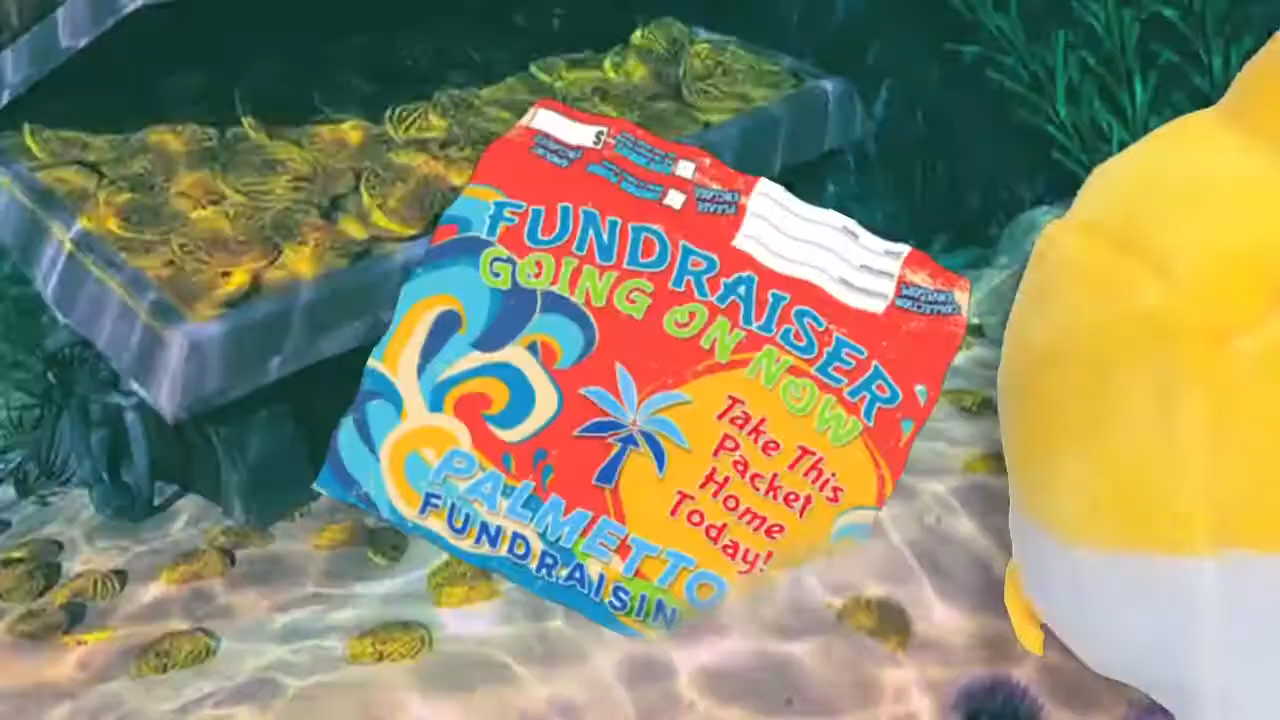 $
FUNDRAISER
GOING ON NOW
Take This
Packet
Home
Today!
PALMETTO
FUNDRAISIN